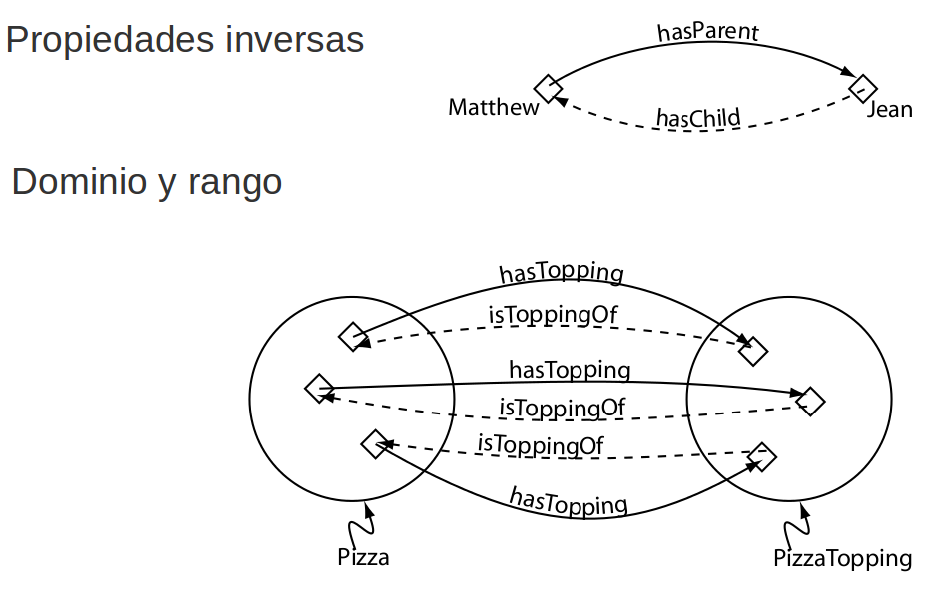 Propiedades inversas
hasParent
Matthew
Jean
hasChild
Dominio y rango
hasTopping
isToppingOf
hasTopping
isToppingOf
isToppingOf
hasTopping
Pizza
PizzaTopping